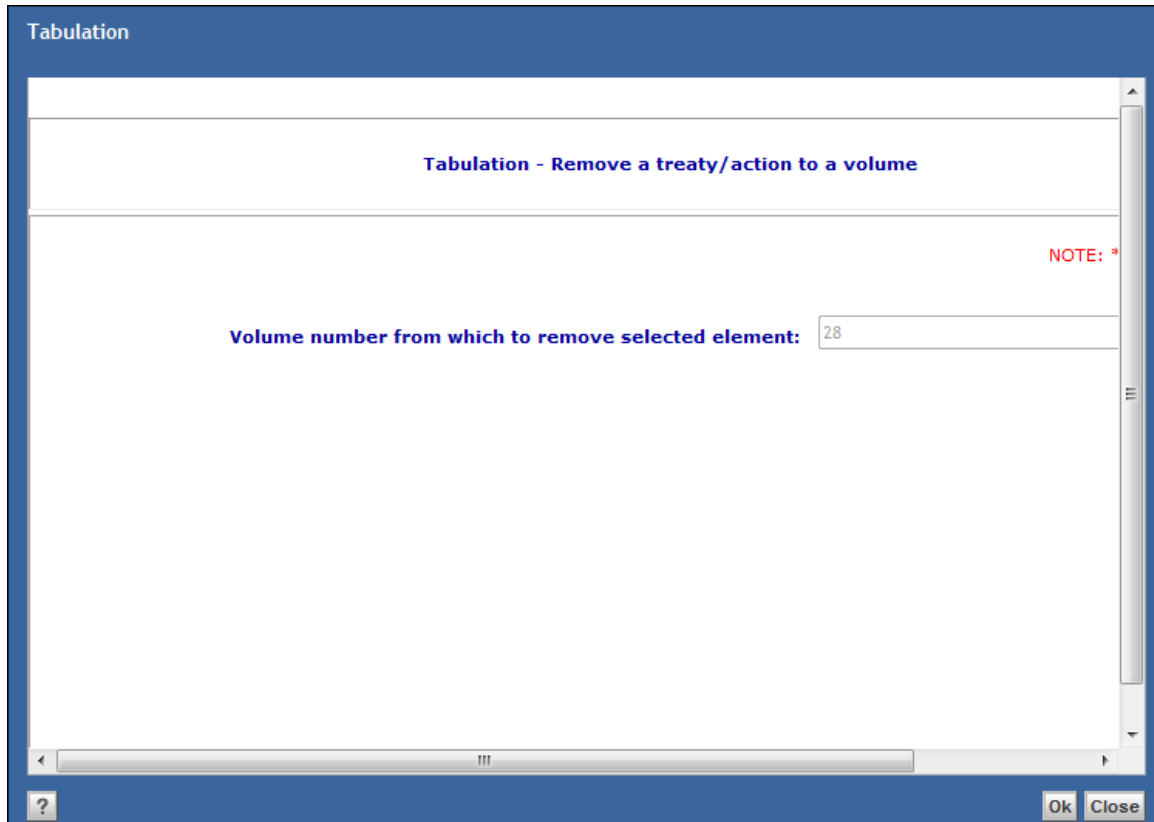 Tabulation
Tabulation - Remove a treaty/action to a volume
NOTE: *
Volume number from which to remove selected element: 28
?
Ok Close